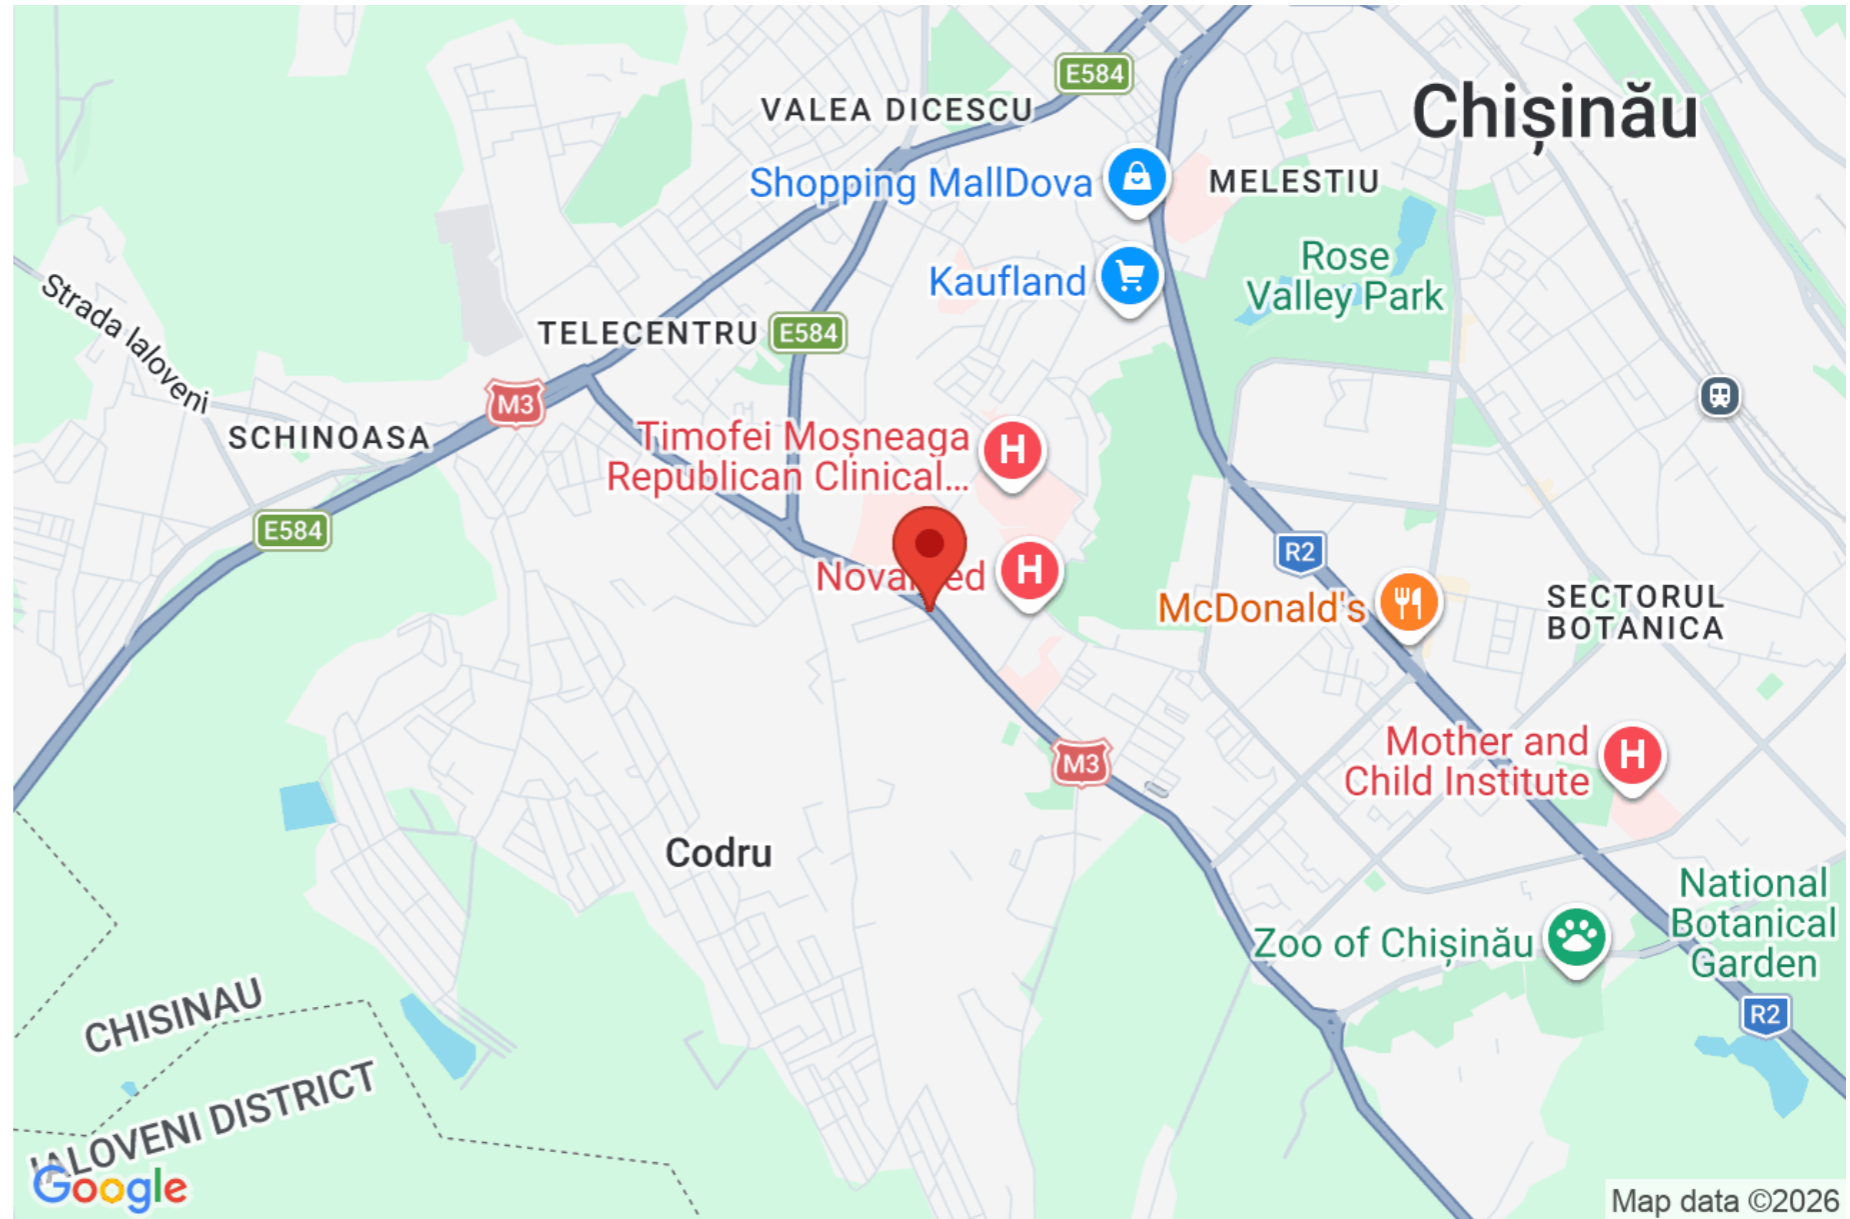 E584
VALEA DICESCU
Chișinău
Shopping MallDova
MELESTIU
Kaufland
Rose
Valley Park
Strada Ialoveni
TELECENTRU
E584
M3
SCHINOASA
Timofei Moșneaga
Republican Clinical...
E584
R2
McDonald's
SECTORUL
BOTANICA
M3
Mother and
Child Institute
Codru
National
Botanical
Garden
Zoo of Chișinău
CHISINAU
R2
IALOVENI DISTRICT
Google
Map data ©2026